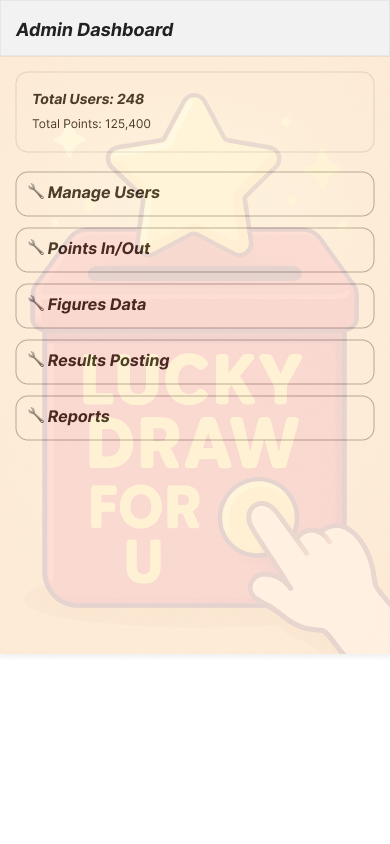 Admin Dashboard
Total Users: 248
Total Points: 125,400
Manage Users
Points In/Out
Figures Data
Results Posting
Reports
LUCKY
DRAW
FOR
U